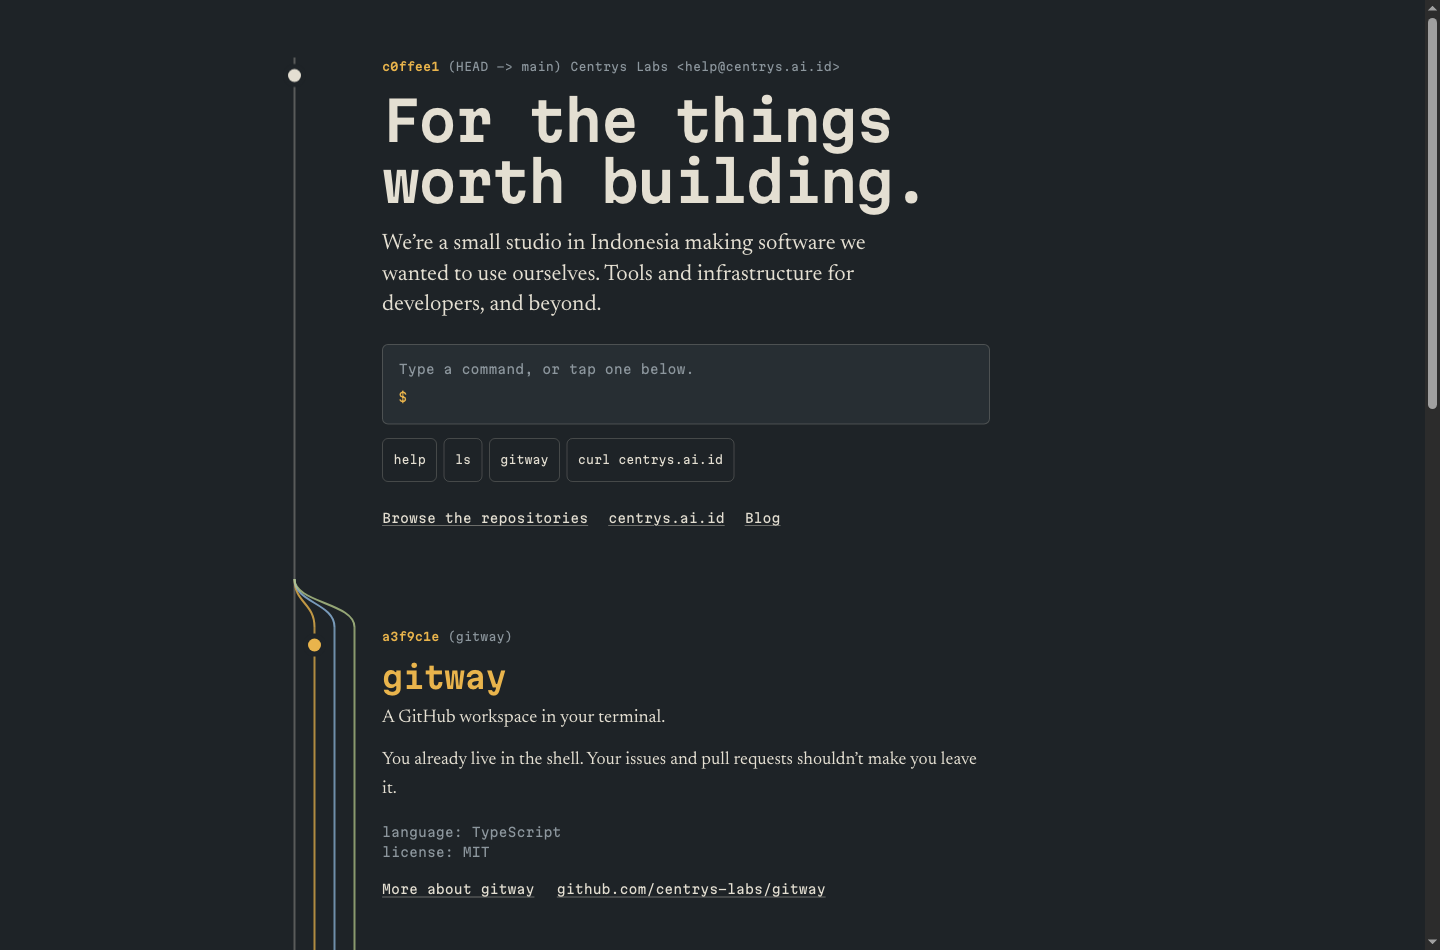 c0ffee1 (HEAD -> main) Centrys Labs <help@centrys.ai.id>
For the things
worth building.
We’re a small studio in Indonesia making software we
wanted to use ourselves. Tools and infrastructure for
developers, and beyond.
Type a command, or tap one below.
$
help ls gitway curl centrys.ai.id
Browse the repositories centrys.ai.id Blog
a3f9c1e (gitway)
gitway
A GitHub workspace in your terminal.
You already live in the shell. Your issues and pull requests shouldn’t make you leave
it.
language: TypeScript
license: MIT
More about gitway github.com/centrys-labs/gitway